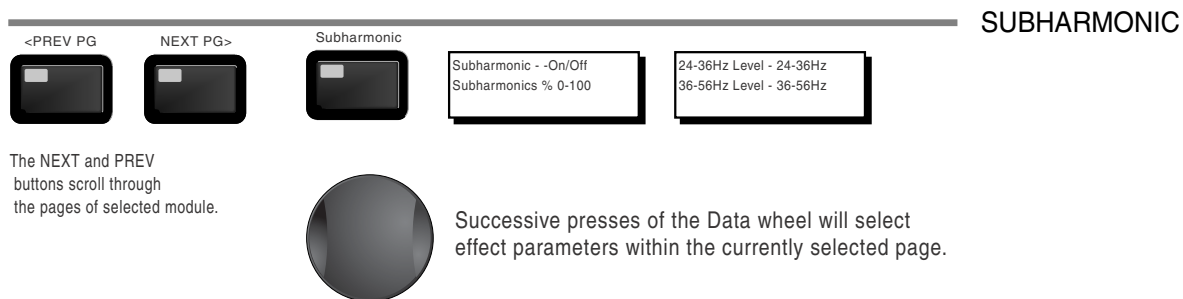 SUBHARMONIC
<PREV PG
NEXT PG>
Subharmonic
Subharmonic - -On/Off
Subharmonics % 0-100
24-36Hz Level - 24-36Hz
36-56Hz Level - 36-56Hz
The NEXT and PREV
buttons scroll through
the pages of selected module.
Successive presses of the Data wheel will select
effect parameters within the currently selected page.